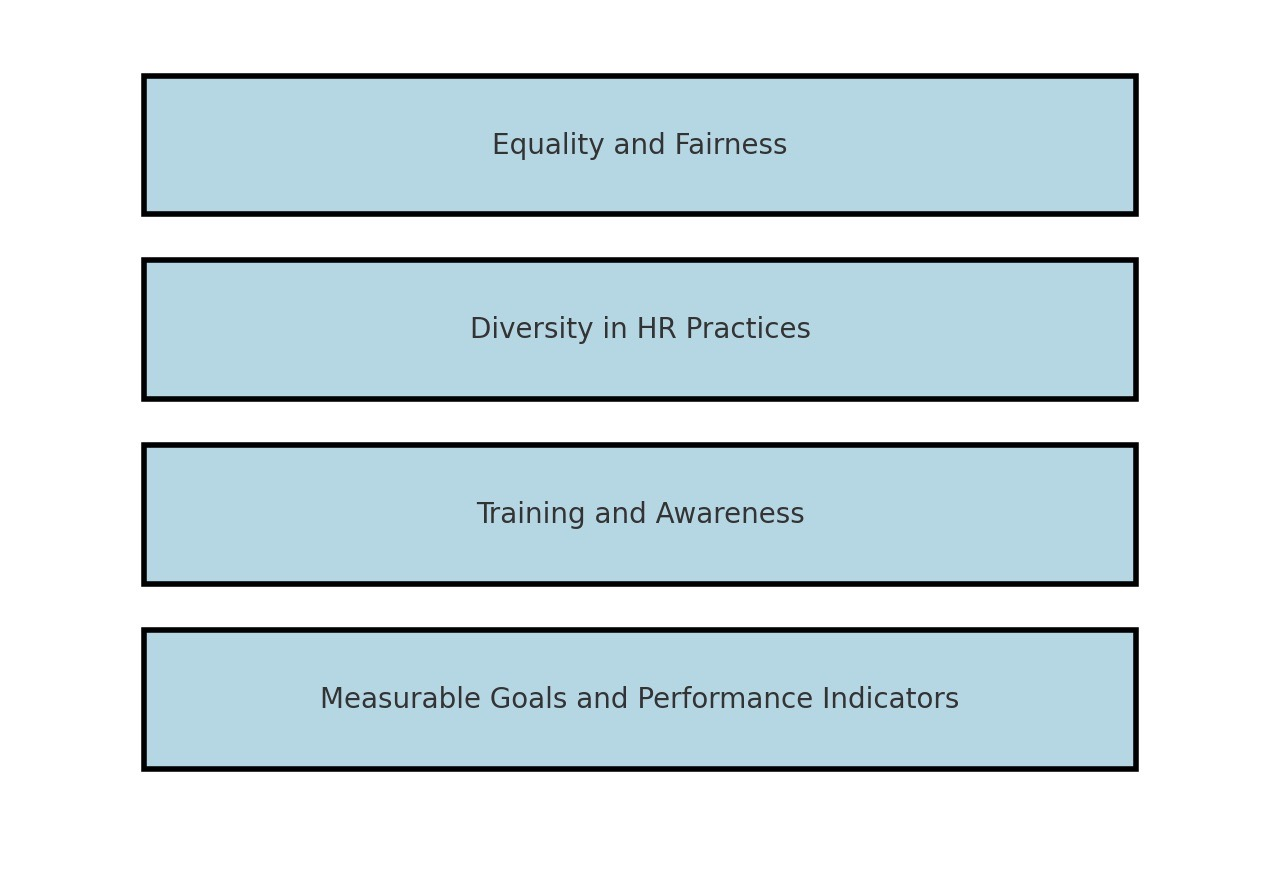 Equality and Fairness
Diversity in HR Practices
Training and Awareness
Measurable Goals and Performance Indicators